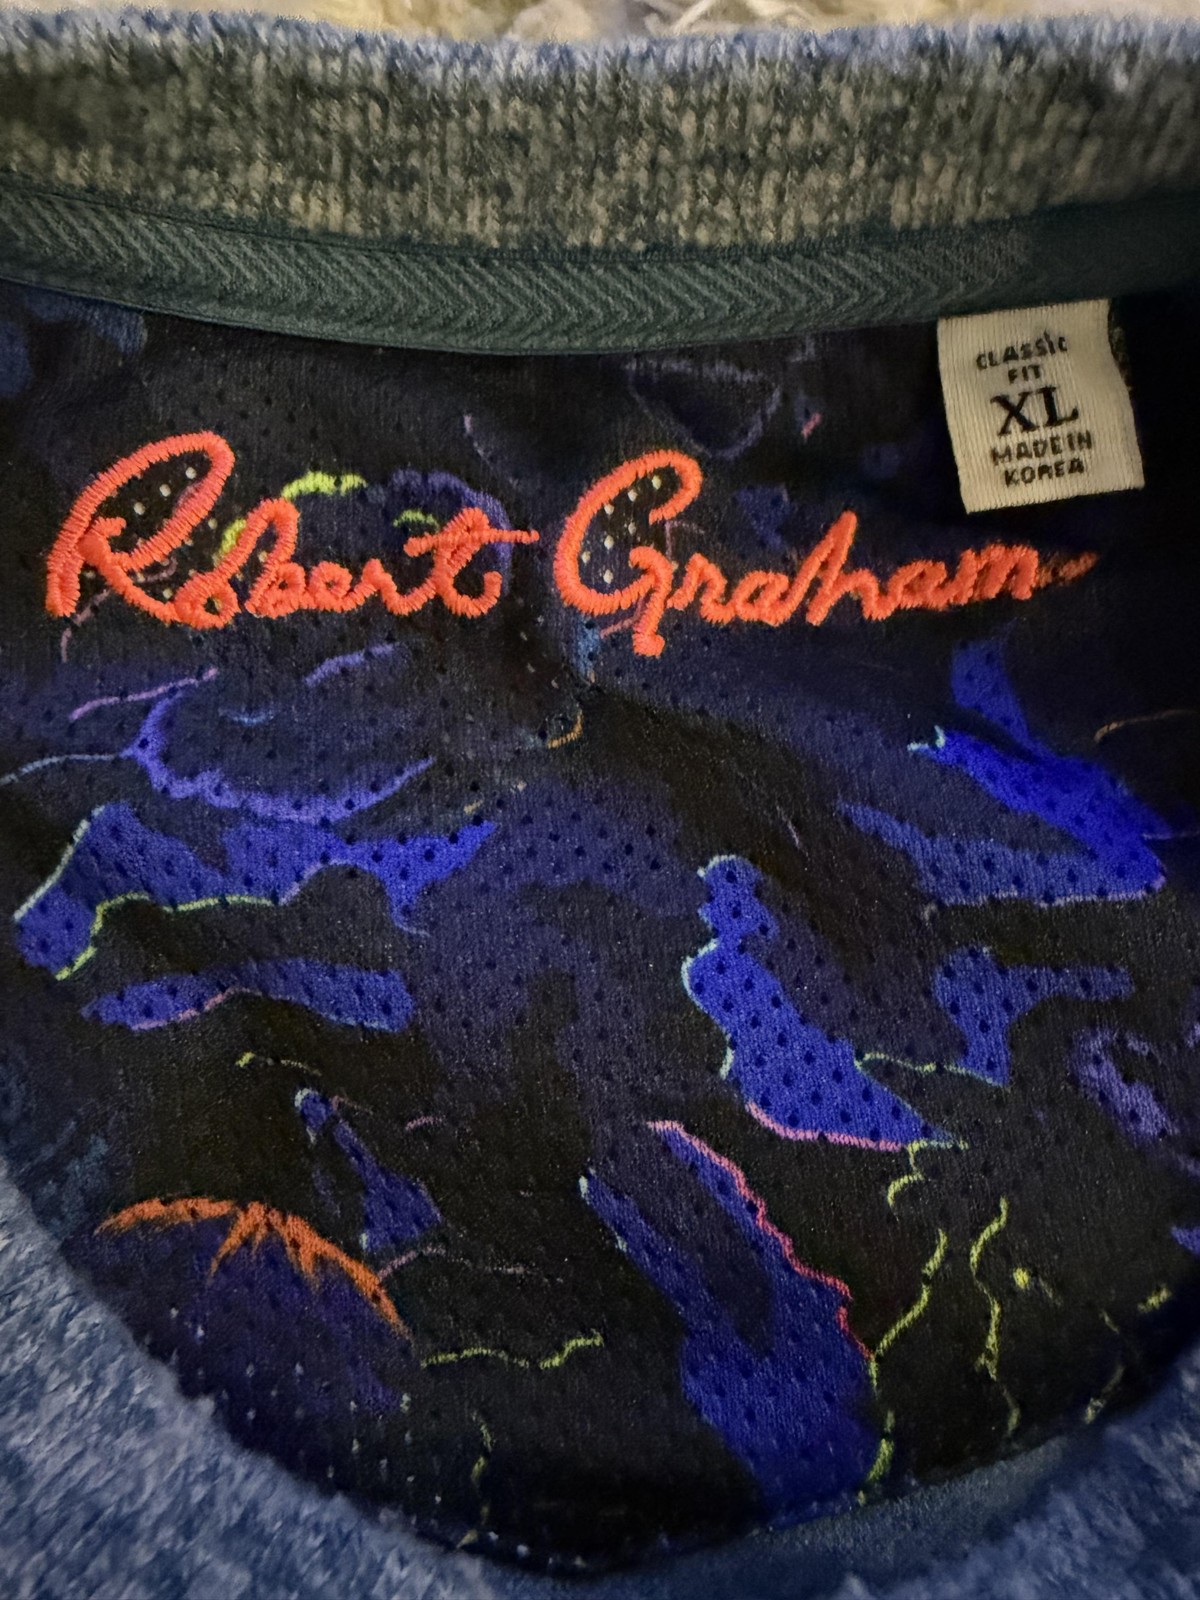 Robert Graham
CLASSIC
FIT
XL
MADE IN
KOREA